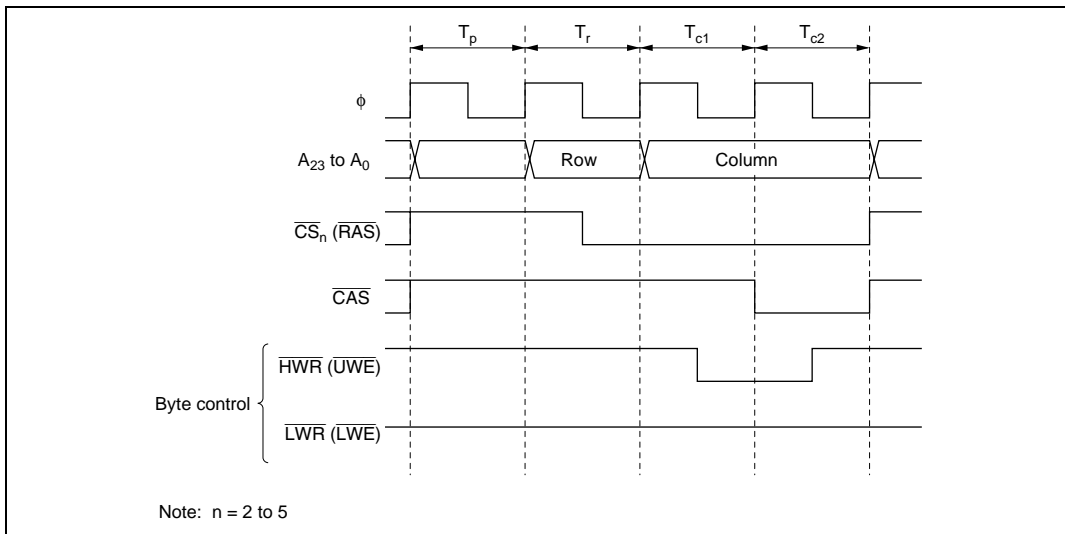 Tp Tr Tc1 Tc2
ϕ
A23 to A0 Row Column
CSn (RAS)
CAS
HWR (UWE)
Byte control
LWR (LWE)
Note: n = 2 to 5